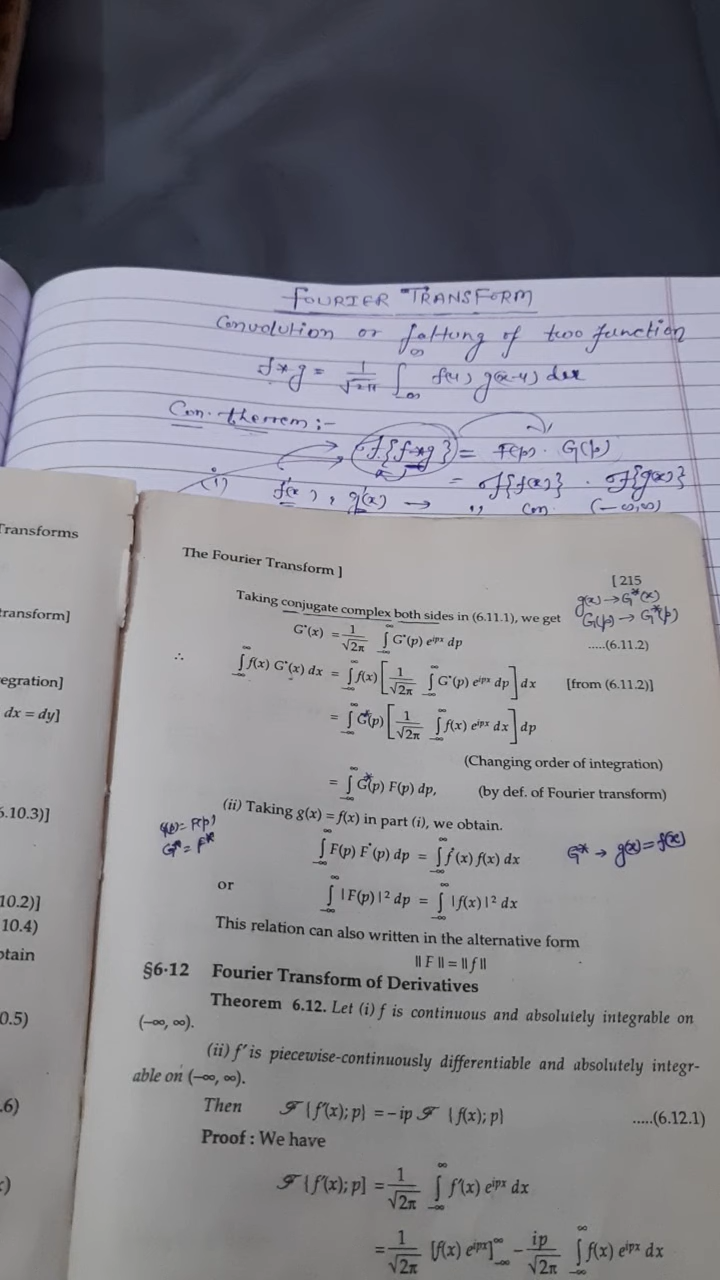 FOURIER TRANSFORM
Convolution or faltung of two function
f*g = 1/√2π ∫_-∞^∞ f(u) g(x-u) dx
Con. theorem :-
f{f*g} = F(p). G(p)
= F{f(x)} . F{g(x)}
(i) f(x), g(x) → ,, Con. (-∞,∞)
Transforms
The Fourier Transform ]
[ 215
g(x) → G*(x)
Taking conjugate complex both sides in (6.11.1), we get
G(p) → G*(p)
transform]
G*(x) = 1/√2π ∫_-∞^∞ G*(p) e^ipx dp .....(6.11.2)
∴ ∫_-∞^∞ f(x) G*(x) dx = ∫_-∞^∞ f(x) [1/√2π ∫_-∞^∞ G*(p) e^ipx dp] dx [from (6.11.2)]
egration]
dx = dy]
= ∫_-∞^∞ G*(p) [1/√2π ∫_-∞^∞ f(x) e^ipx dx] dp
(Changing order of integration)
= ∫_-∞^∞ G*(p) F(p) dp, (by def. of Fourier transform)
6.10.3)]
(ii) Taking g(x) = f(x) in part (i), we obtain.
G(p) = F(p)
G* = F*
∫_-∞^∞ F(p) F*(p) dp = ∫_-∞^∞ f(x) f(x) dx
G* → g(x) = f(x)
10.2)]
or ∫_-∞^∞ |F(p)|² dp = ∫_-∞^∞ |f(x)|² dx
10.4)
This relation can also written in the alternative form
btain
|| F || = || f ||
§6·12 Fourier Transform of Derivatives
0.5)
Theorem 6.12. Let (i) f is continuous and absolutely integrable on
(–∞, ∞).
(ii) f' is piecewise-continuously differentiable and absolutely integr-
able on (–∞, ∞).
.6)
Then F {f'(x); p} = – ip F {f(x); p} .....(6.12.1)
Proof : We have
F {f'(x); p] = 1/√2π ∫_-∞^∞ f'(x) e^ipx dx
= 1/√2π [f(x) e^ipx]_-∞^∞ – ip/√2π ∫_-∞^∞ f(x) e^ipx dx